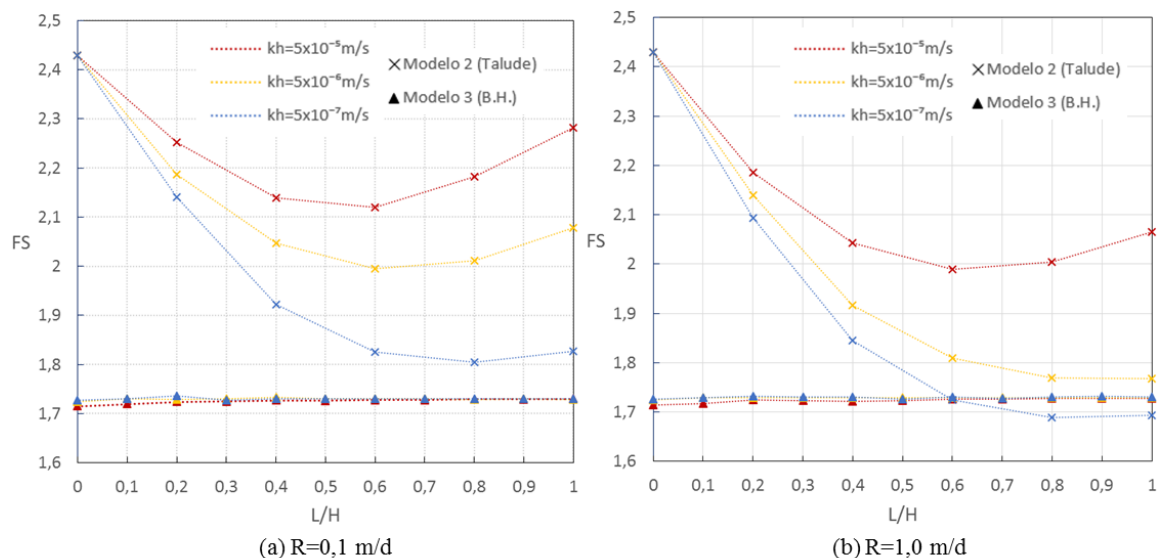 2,5
2,4
2,3
2,2
2,1
2
1,9
1,8
1,7
1,6
FS
kh=5x10⁻⁵m/s
kh=5x10⁻⁶m/s
kh=5x10⁻⁷m/s
Modelo 2 (Talude)
Modelo 3 (B.H.)
0 0,1 0,2 0,3 0,4 0,5 0,6 0,7 0,8 0,9 1
L/H
(a) R=0,1 m/d
2,5
2,4
2,3
2,2
2,1
2
1,9
1,8
1,7
1,6
FS
kh=5x10⁻⁵m/s
kh=5x10⁻⁶m/s
kh=5x10⁻⁷m/s
Modelo 2 (Talude)
Modelo 3 (B.H.)
0 0,1 0,2 0,3 0,4 0,5 0,6 0,7 0,8 0,9 1
L/H
(b) R=1,0 m/d